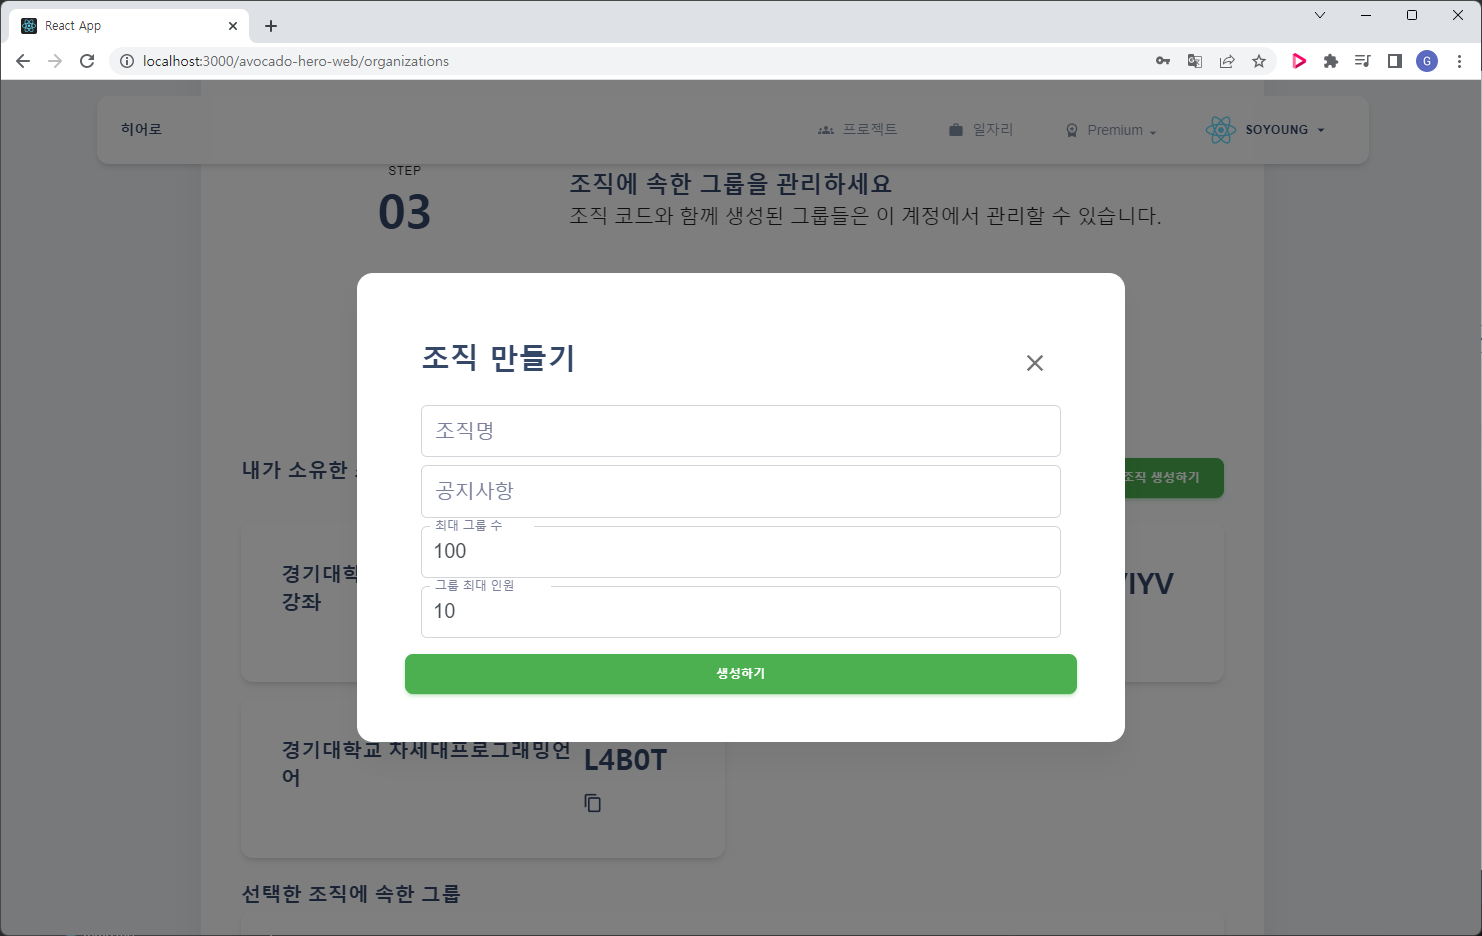 React App
localhost:3000/avocado-hero-web/organizations
G
히어로
프로젝트
일자리
Premium
SOYOUNG
STEP
03
조직에 속한 그룹을 관리하세요
조직 코드와 함께 생성된 그룹들은 이 계정에서 관리할 수 있습니다.
조직 만들기
조직명
공지사항
최대 그룹 수
100
그룹 최대 인원
10
생성하기
내가 소유한
조직 생성하기
경기대학
강좌
IYV
경기대학교 차세대프로그래밍언
어
L4B0T
선택한 조직에 속한 그룹